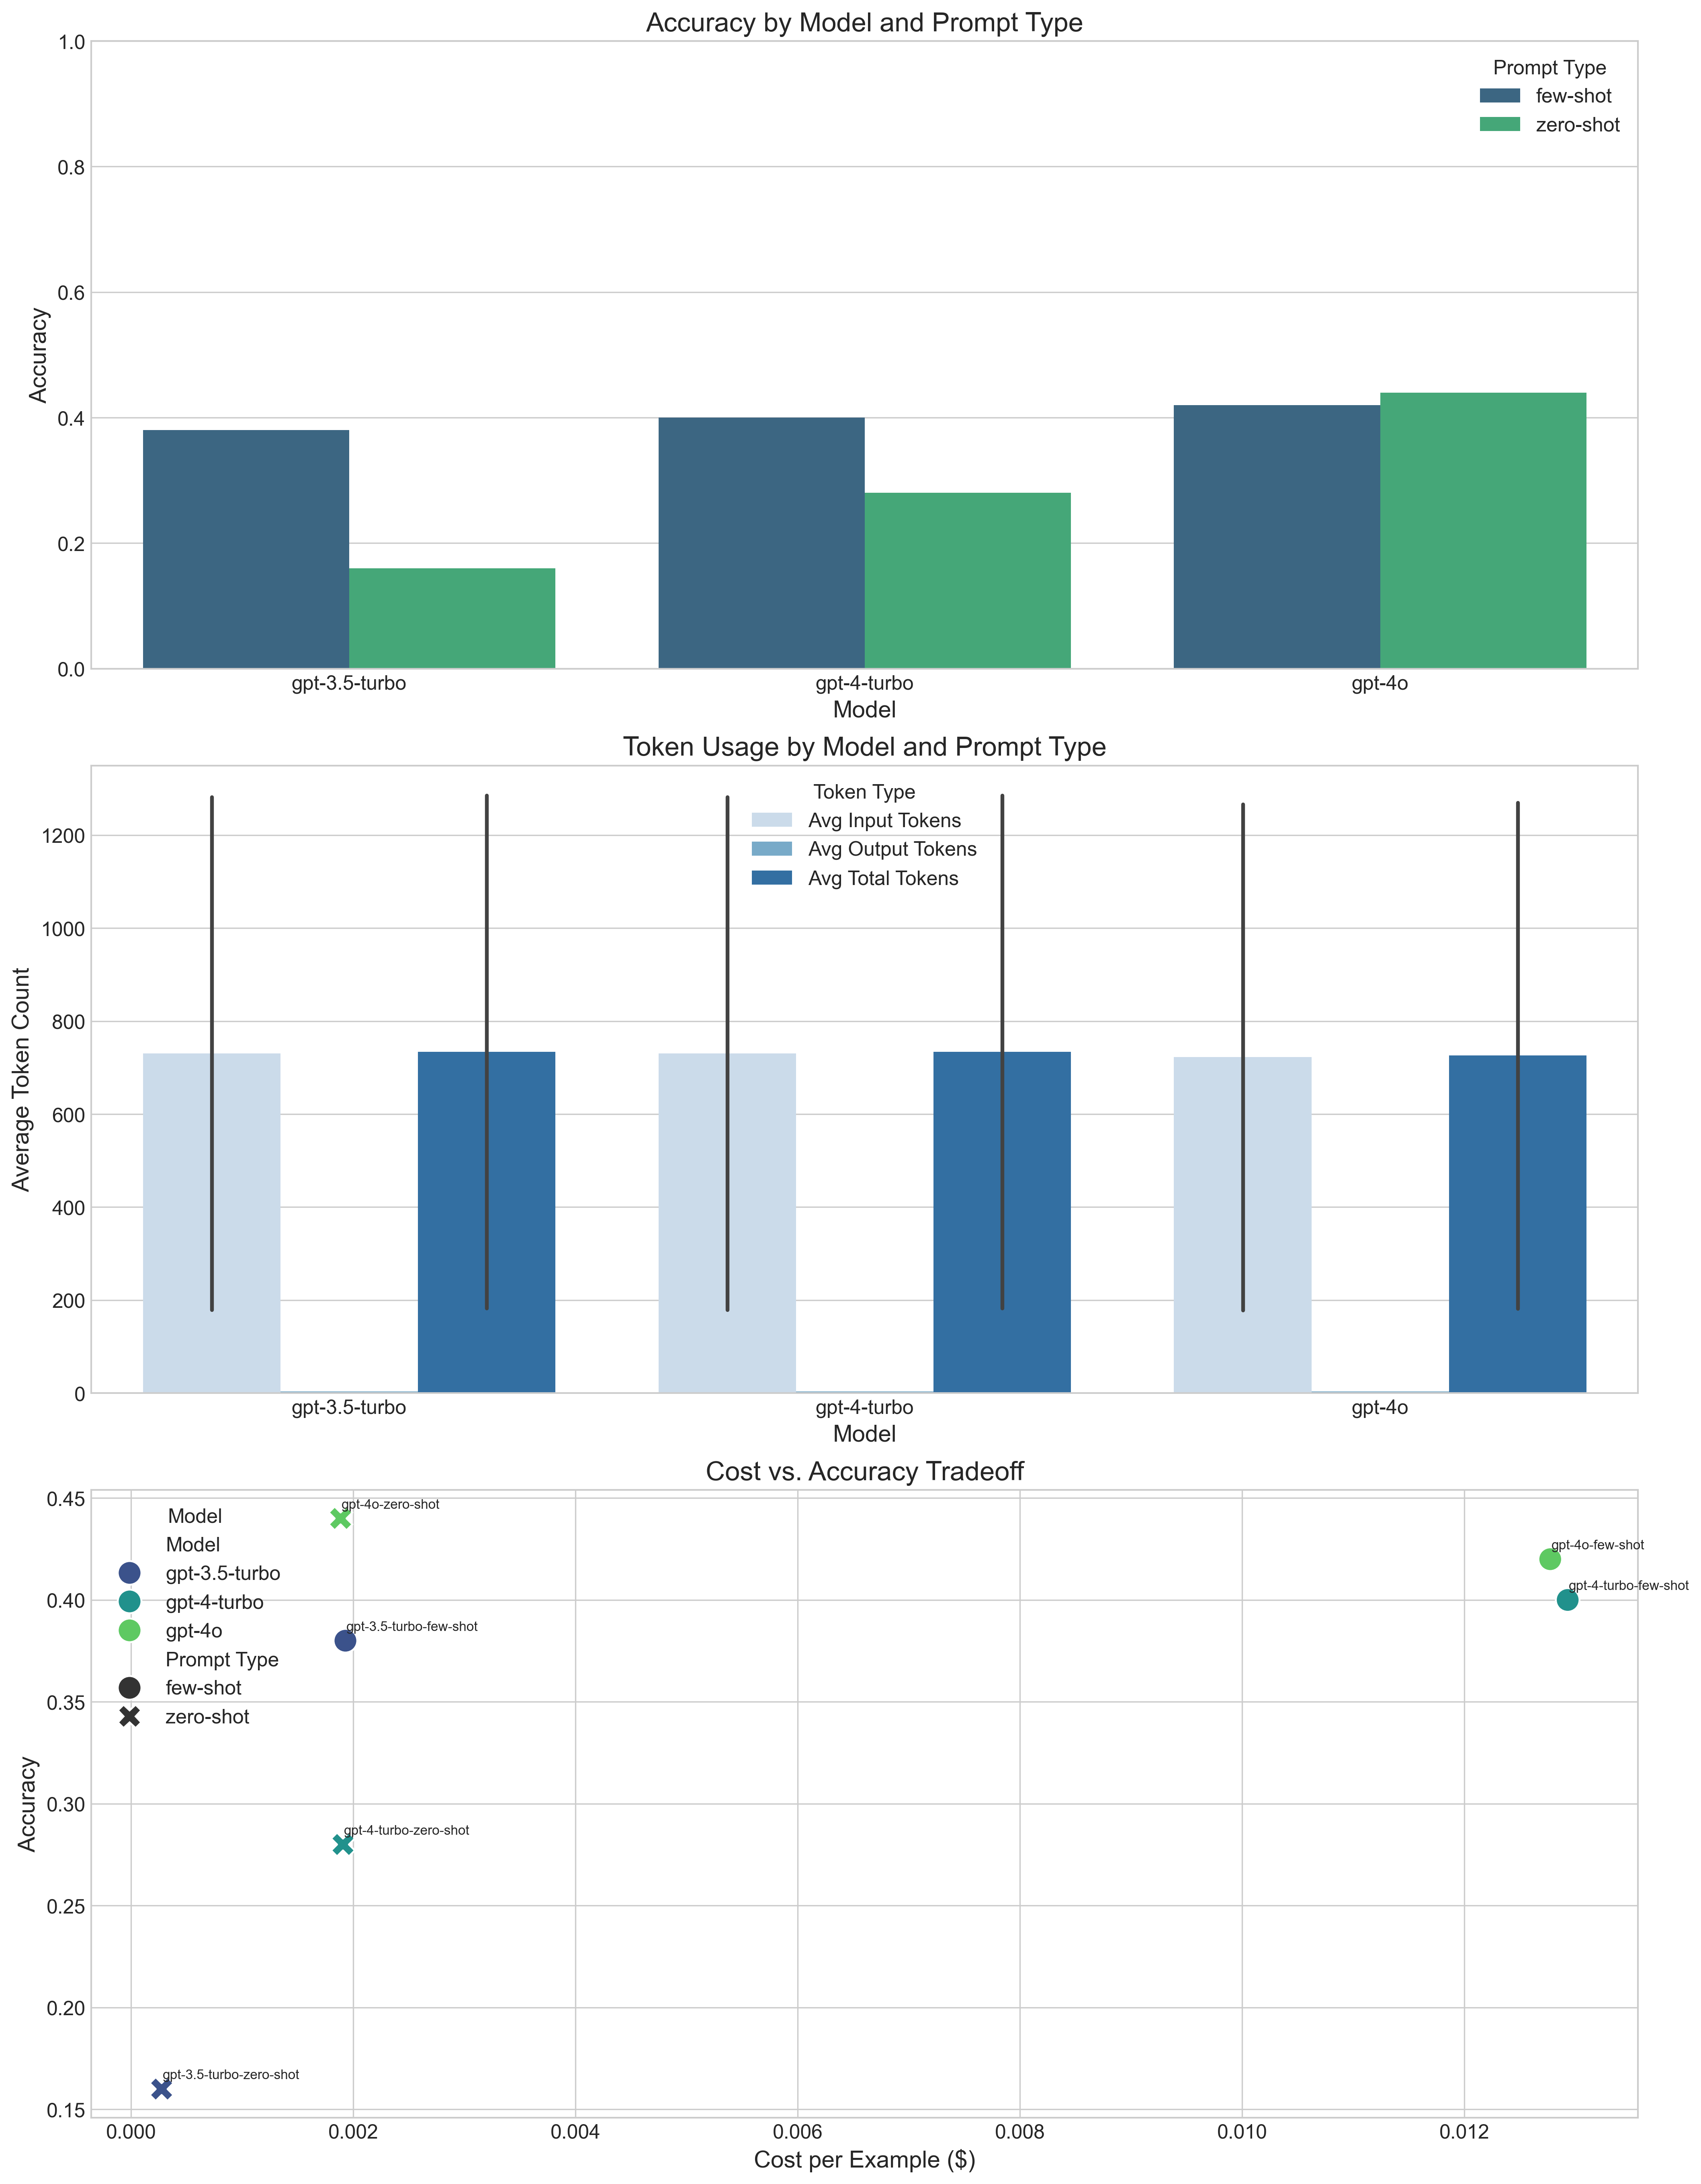 Accuracy by Model and Prompt Type
1.0
0.8
0.6
0.4
0.2
0.0
Accuracy
Prompt Type
few-shot
zero-shot
gpt-3.5-turbo
gpt-4-turbo
gpt-4o
Model
Token Usage by Model and Prompt Type
1200
1000
800
600
400
200
0
Average Token Count
Token Type
Avg Input Tokens
Avg Output Tokens
Avg Total Tokens
gpt-3.5-turbo
gpt-4-turbo
gpt-4o
Model
Cost vs. Accuracy Tradeoff
0.45
0.40
0.35
0.30
0.25
0.20
0.15
Accuracy
Model
Model
gpt-3.5-turbo
gpt-4-turbo
gpt-4o
Prompt Type
few-shot
zero-shot
gpt-4o-zero-shot
gpt-4o-few-shot
gpt-4-turbo-few-shot
gpt-3.5-turbo-few-shot
gpt-4-turbo-zero-shot
gpt-3.5-turbo-zero-shot
0.000
0.002
0.004
0.006
0.008
0.010
0.012
Cost per Example ($)